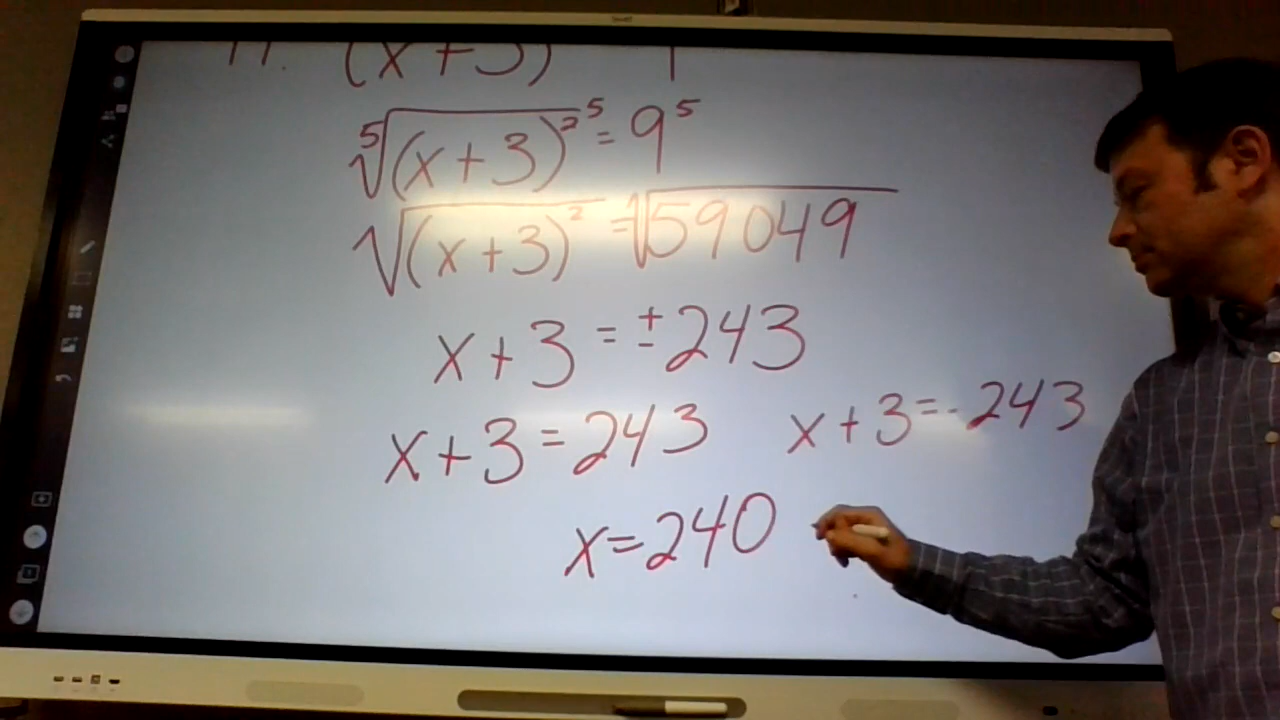 11. (x+3)
⁵√(x+3)²⁵ = 9⁵
√(x+3)² = √59049
x+3 = ±243
x+3=243 x+3=-243
x=240